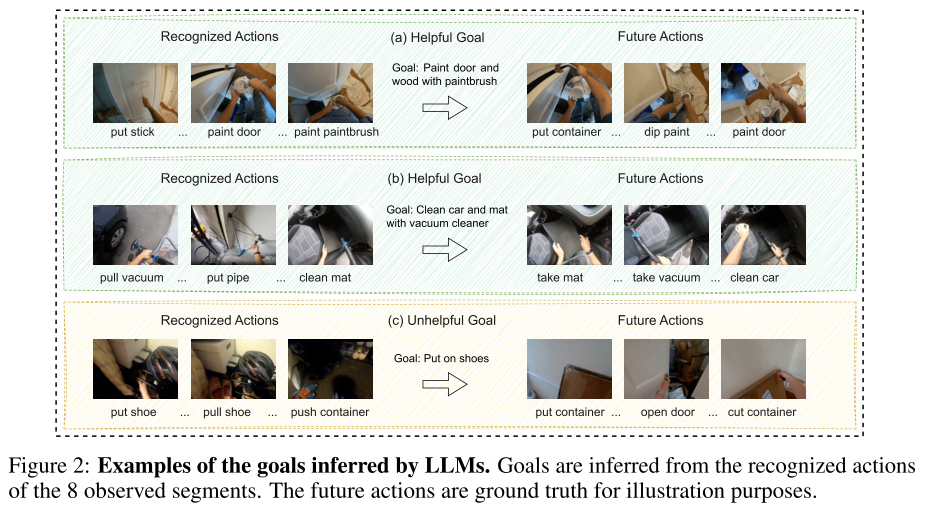 Recognized Actions (a) Helpful Goal Future Actions
Goal: Paint door and
wood with paintbrush
put stick ... paint door ... paint paintbrush put container ... dip paint ... paint door
Recognized Actions (b) Helpful Goal Future Actions
Goal: Clean car and mat
with vacuum cleaner
pull vacuum ... put pipe ... clean mat take mat ... take vacuum ... clean car
Recognized Actions (c) Unhelpful Goal Future Actions
Goal: Put on shoes
put shoe ... pull shoe ... push container put container ... open door ... cut container
Figure 2: Examples of the goals inferred by LLMs. Goals are inferred from the recognized actions
of the 8 observed segments. The future actions are ground truth for illustration purposes.